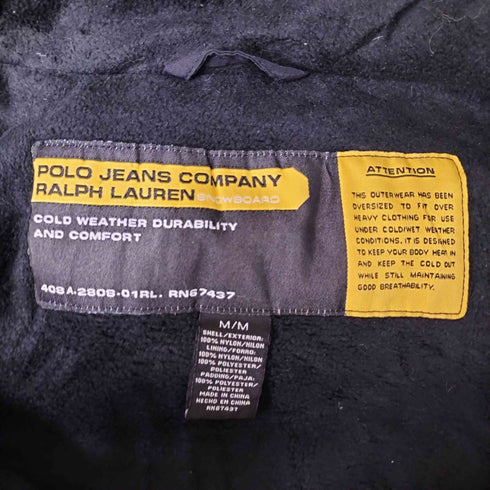 POLO JEANS COMPANY
RALPH LAUREN SNOWBOARD
COLD WEATHER DURABILITY
AND COMFORT
408A-2808-01RL. RN67437
ATTENTION
THIS OUTERWEAR HAS BEEN
OVERSIZED TO FIT OVER
HEAVY CLOTHING FOR USE
UNDER COLD/WET WEATHER
CONDITIONS. IT IS DESIGNED
TO KEEP YOUR BODY HEAT IN
AND KEEP THE COLD OUT
WHILE STILL MAINTAINING
GOOD BREATHABILITY.
M/M
SHELL/EXTERIOR:
100% NYLON/NILON
LINING/FORRO:
100% NYLON/NILON
100% POLYESTER/
POLIESTER
PADDING/PAJA:
100% POLYESTER/
POLIESTER
MADE IN CHINA
HECHO EN CHINA
RN67437